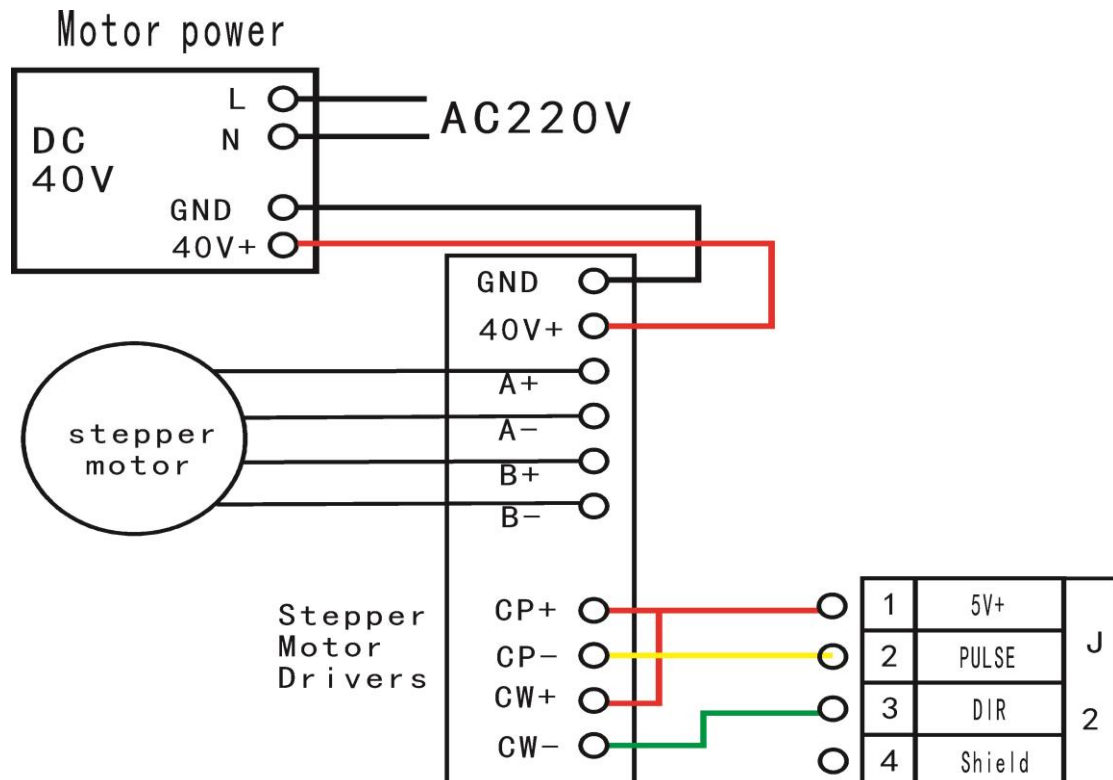 Motor power
DC
40V
L
N
GND
40V+
AC220V
GND
40V+
A+
A-
B+
B-
stepper
motor
Stepper
Motor
Drivers
CP+
CP-
CW+
CW-
1 5V+
2 PULSE
3 DIR
4 Shield
J
2